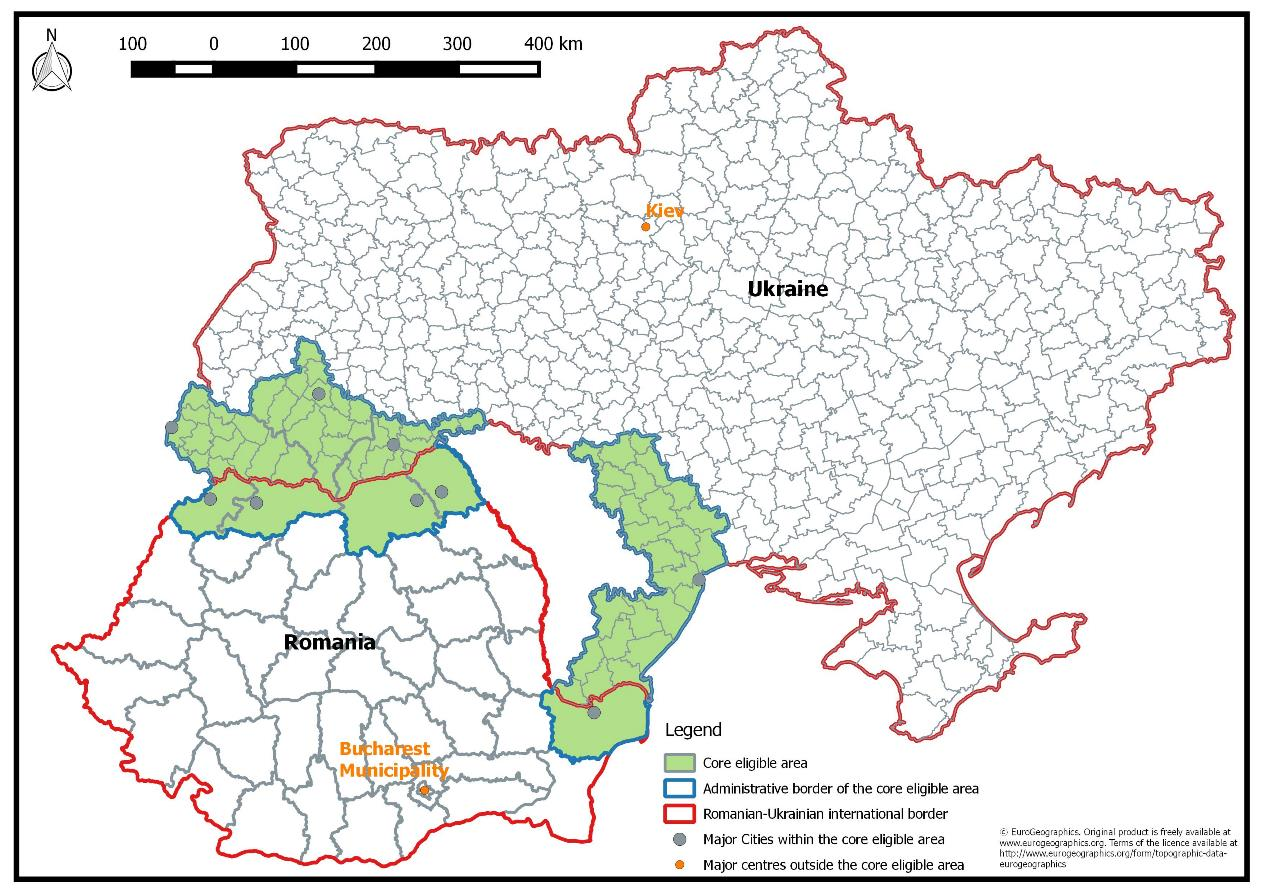 N
100 0 100 200 300 400 km
Kiev
Ukraine
Romania
Bucharest
Municipality
Legend
Core eligible area
Administrative border of the core eligible area
Romanian-Ukrainian international border
Major Cities within the core eligible area
Major centres outside the core eligible area
© EuroGeographics. Original product is freely available at
www.eurogeographics.org. Terms of the licence available at
http://www.eurogeographics.org/form/topographic-data-
eurogeographics